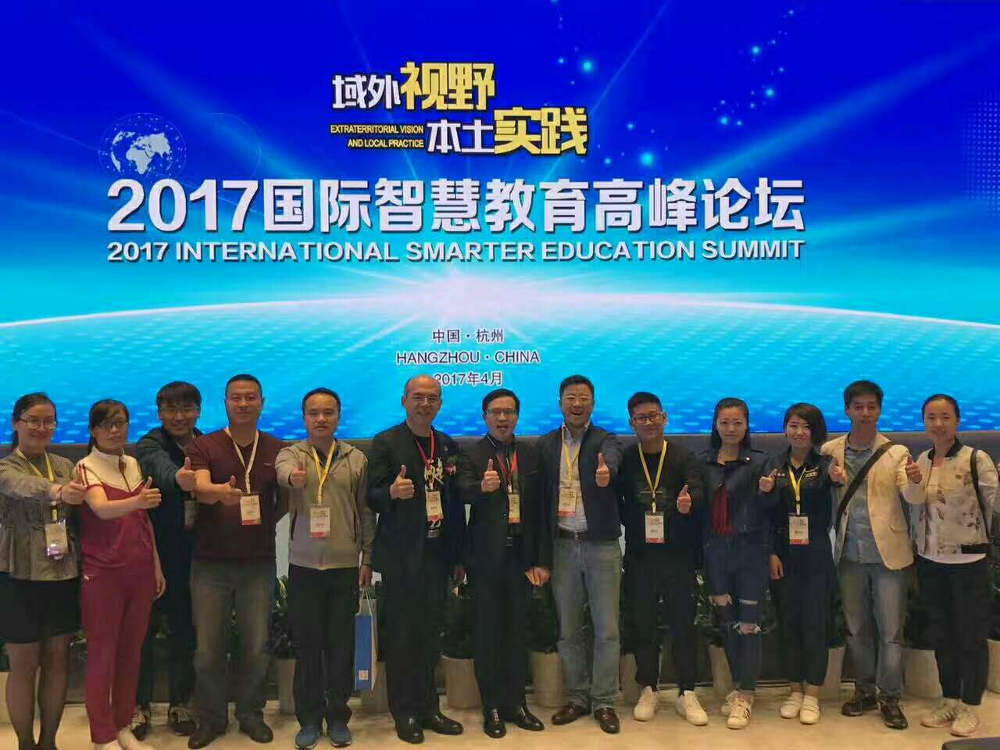 域外视野
EXTRATERRITORIAL VISION
AND LOCAL PRACTICE
本土实践
2017国际智慧教育高峰论坛
2017 INTERNATIONAL SMARTER EDUCATION SUMMIT
中国·杭州
HANGZHOU·CHINA
2017年4月